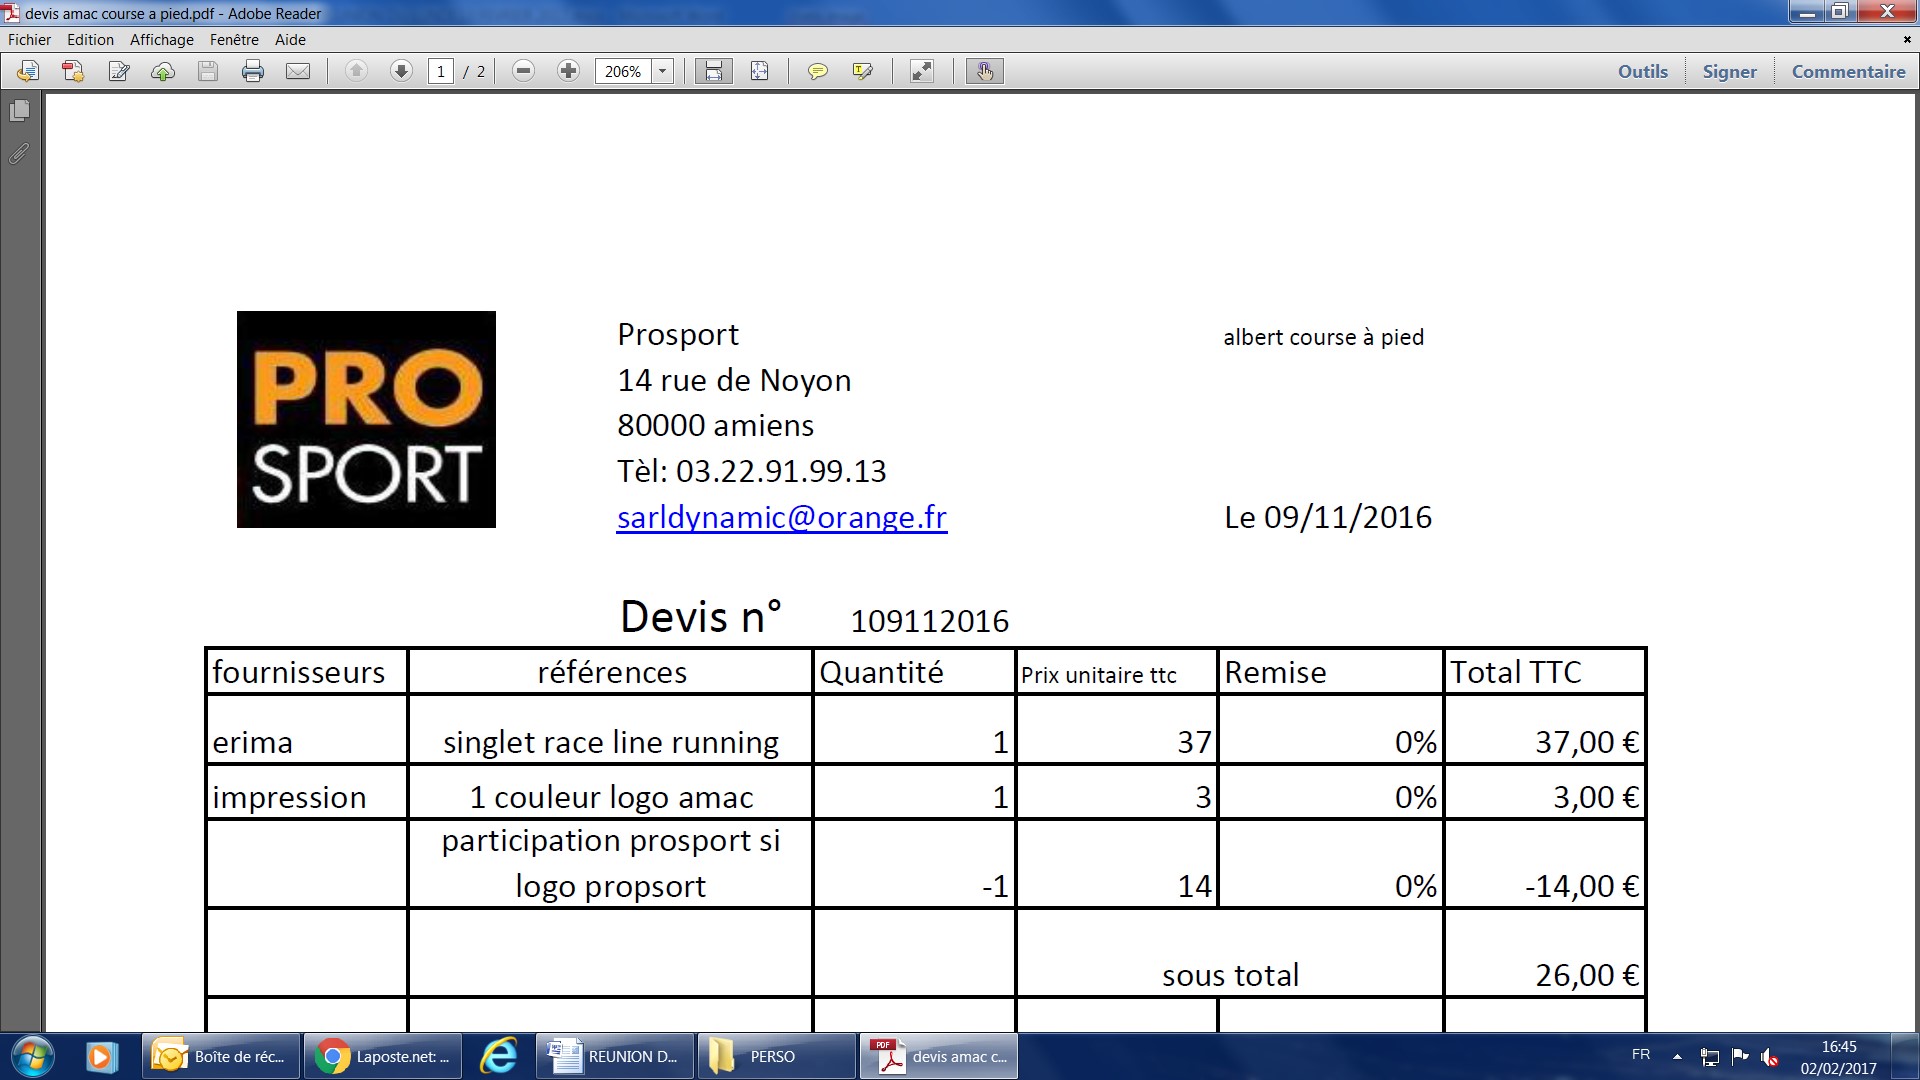 devis amac course a pied.pdf - Adobe Reader
Fichier Edition Affichage Fenêtre Aide
1 / 2 206% Outils Signer Commentaire
PRO
SPORT
Prosport albert course à pied
14 rue de Noyon
80000 amiens
Tèl: 03.22.91.99.13
sarldynamic@orange.fr Le 09/11/2016
Devis n° 109112016
fournisseurs références Quantité Prix unitaire ttc Remise Total TTC
erima singlet race line running 1 37 0% 37,00 €
impression 1 couleur logo amac 1 3 0% 3,00 €
participation prosport si
logo propsort -1 14 0% -14,00 €
sous total 26,00 €
Boîte de réc... Laposte.net: ... REUNION D... PERSO PDF devis amac c... FR 16:45
02/02/2017